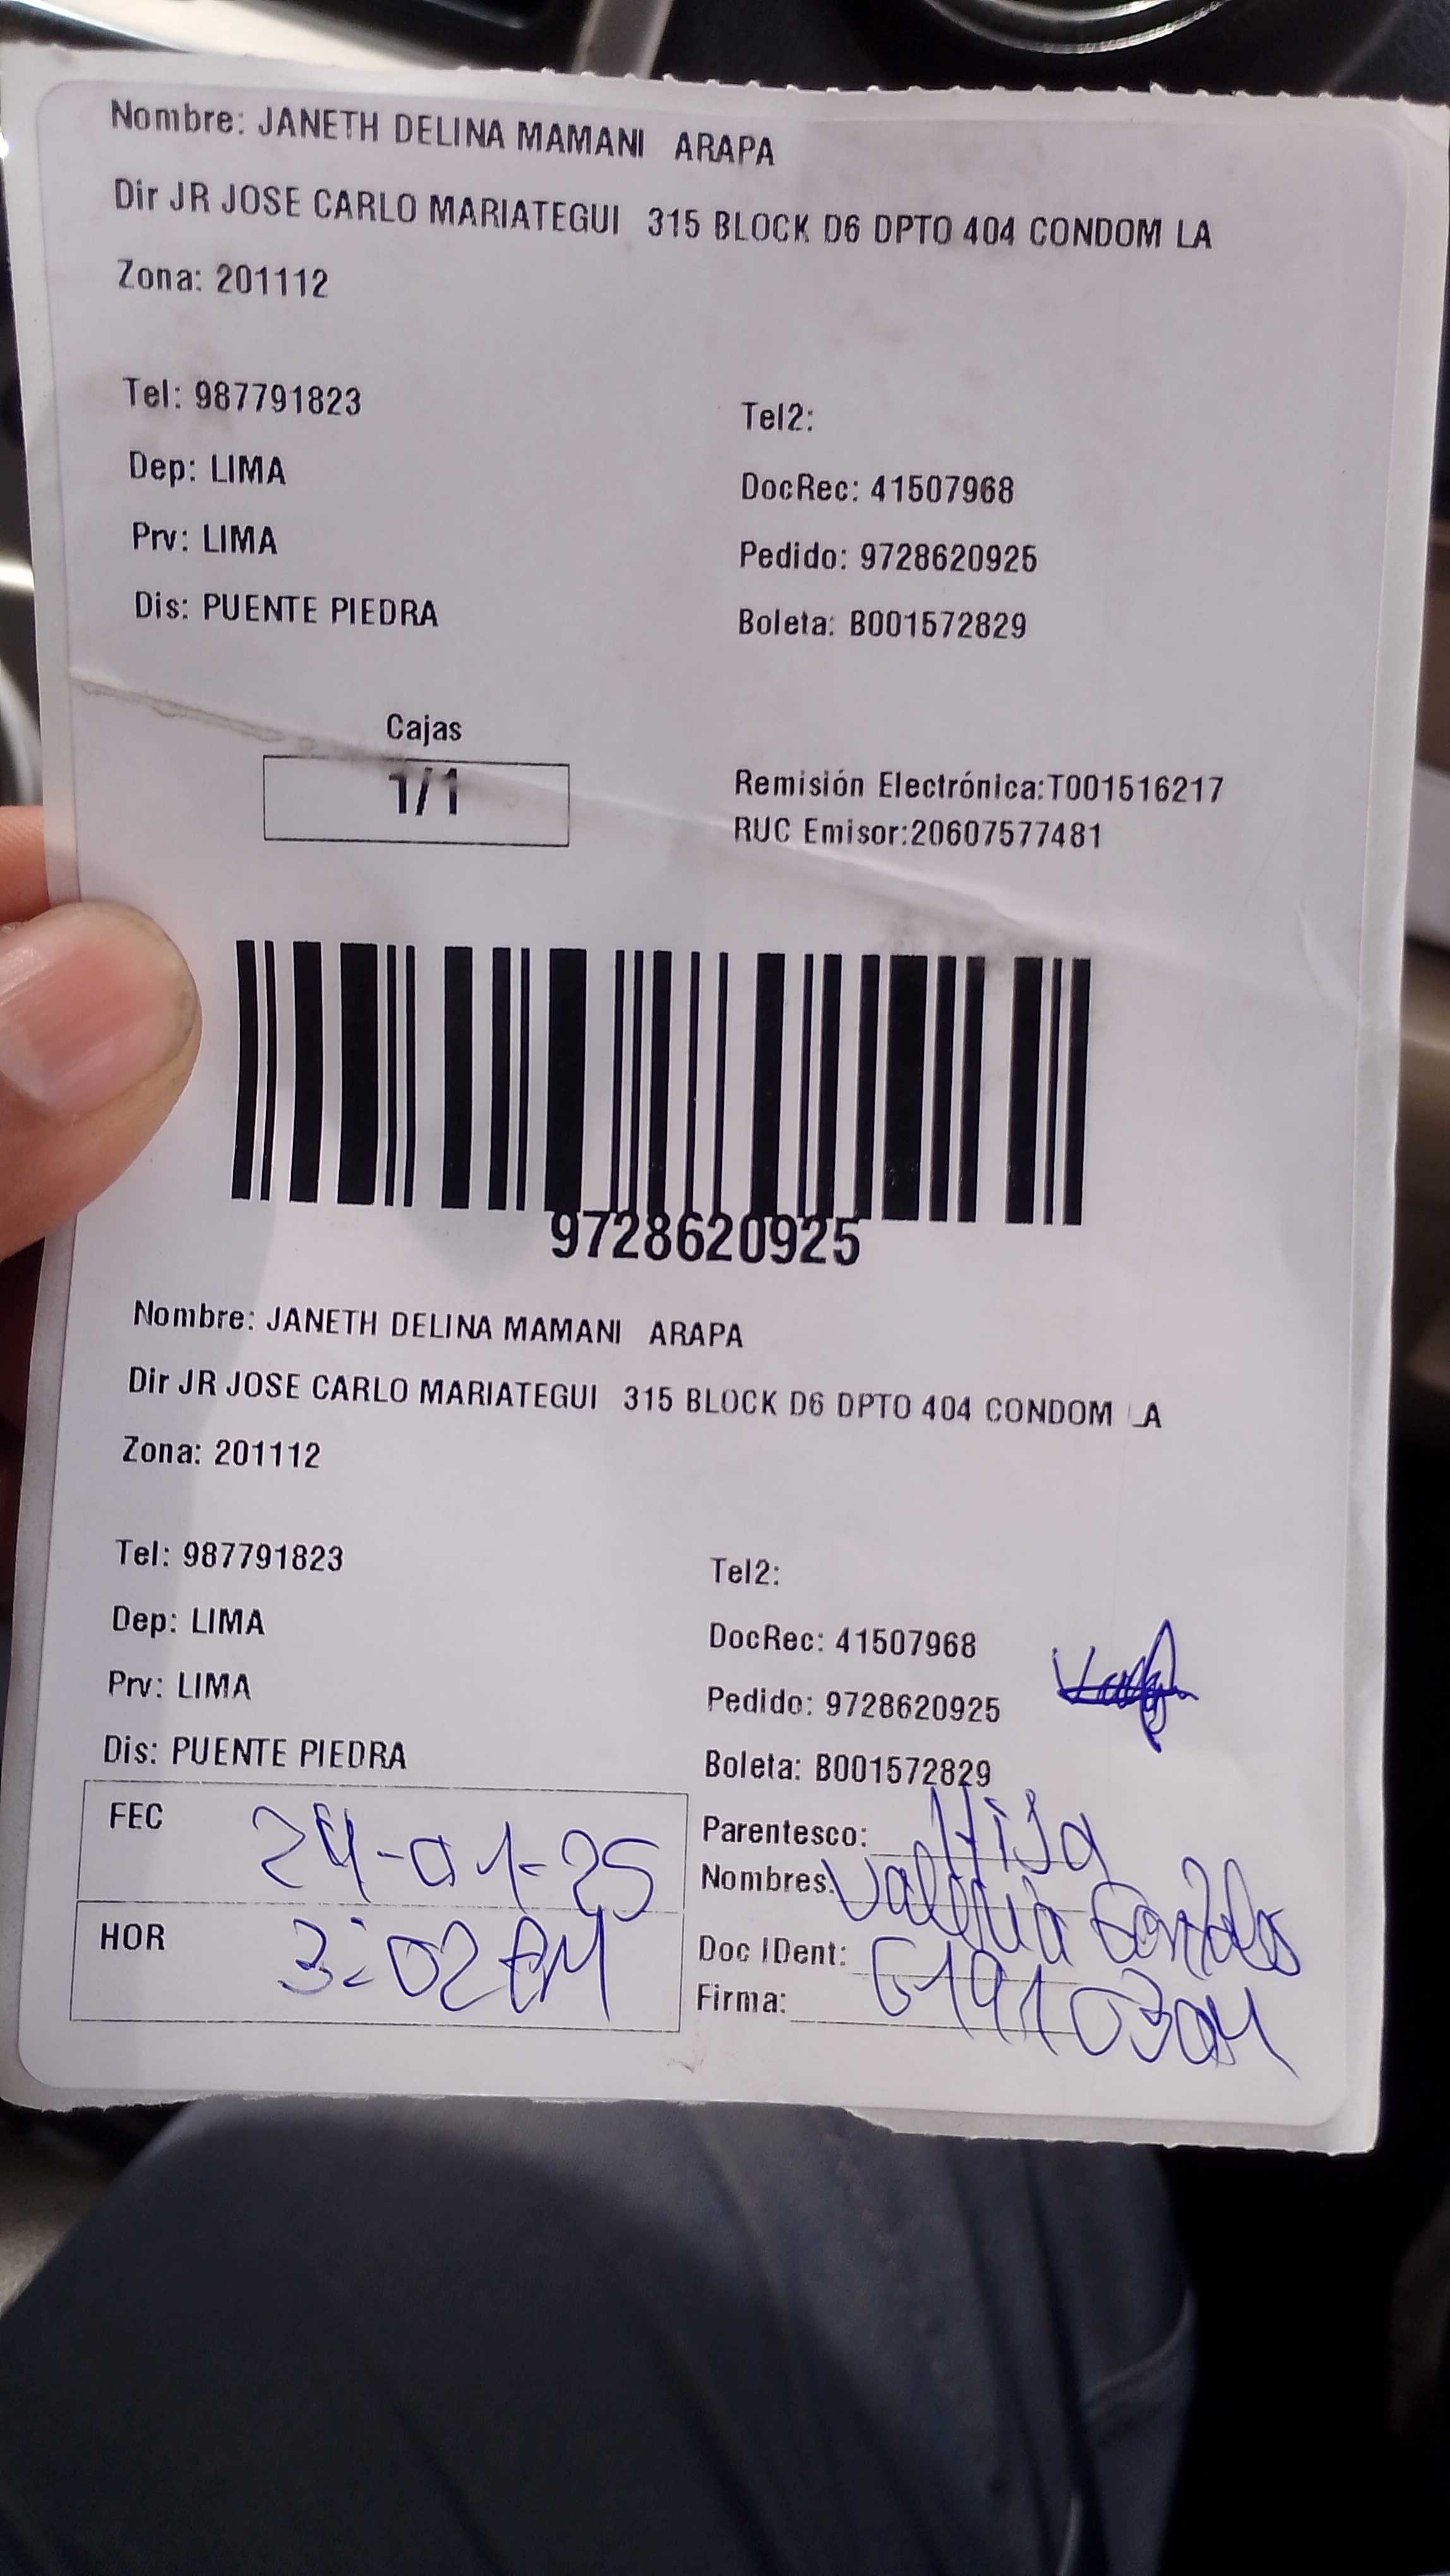 Nombre: JANETH DELINA MAMANI ARAPA
Dir JR JOSE CARLO MARIATEGUI 315 BLOCK D6 DPTO 404 CONDOM LA
Zona: 201112
Tel: 987791823
Tel2:
Dep: LIMA
DocRec: 41507968
Prv: LIMA
Pedido: 9728620925
Dis: PUENTE PIEDRA
Boleta: B001572829
Cajas
1/1
Remisión Electrónica:T001516217
RUC Emisor:20607577481
9728620925
Nombre: JANETH DELINA MAMANI ARAPA
Dir JR JOSE CARLO MARIATEGUI 315 BLOCK D6 DPTO 404 CONDOM LA
Zona: 201112
Tel: 987791823
Tel2:
Dep: LIMA
DocRec: 41507968
Prv: LIMA
Pedido: 9728620925
Dis: PUENTE PIEDRA
Boleta: B001572829
FEC 24-01-25
Parentesco: Hija
Nombres:
HOR 3:02 PM
Doc IDent:
Firma: